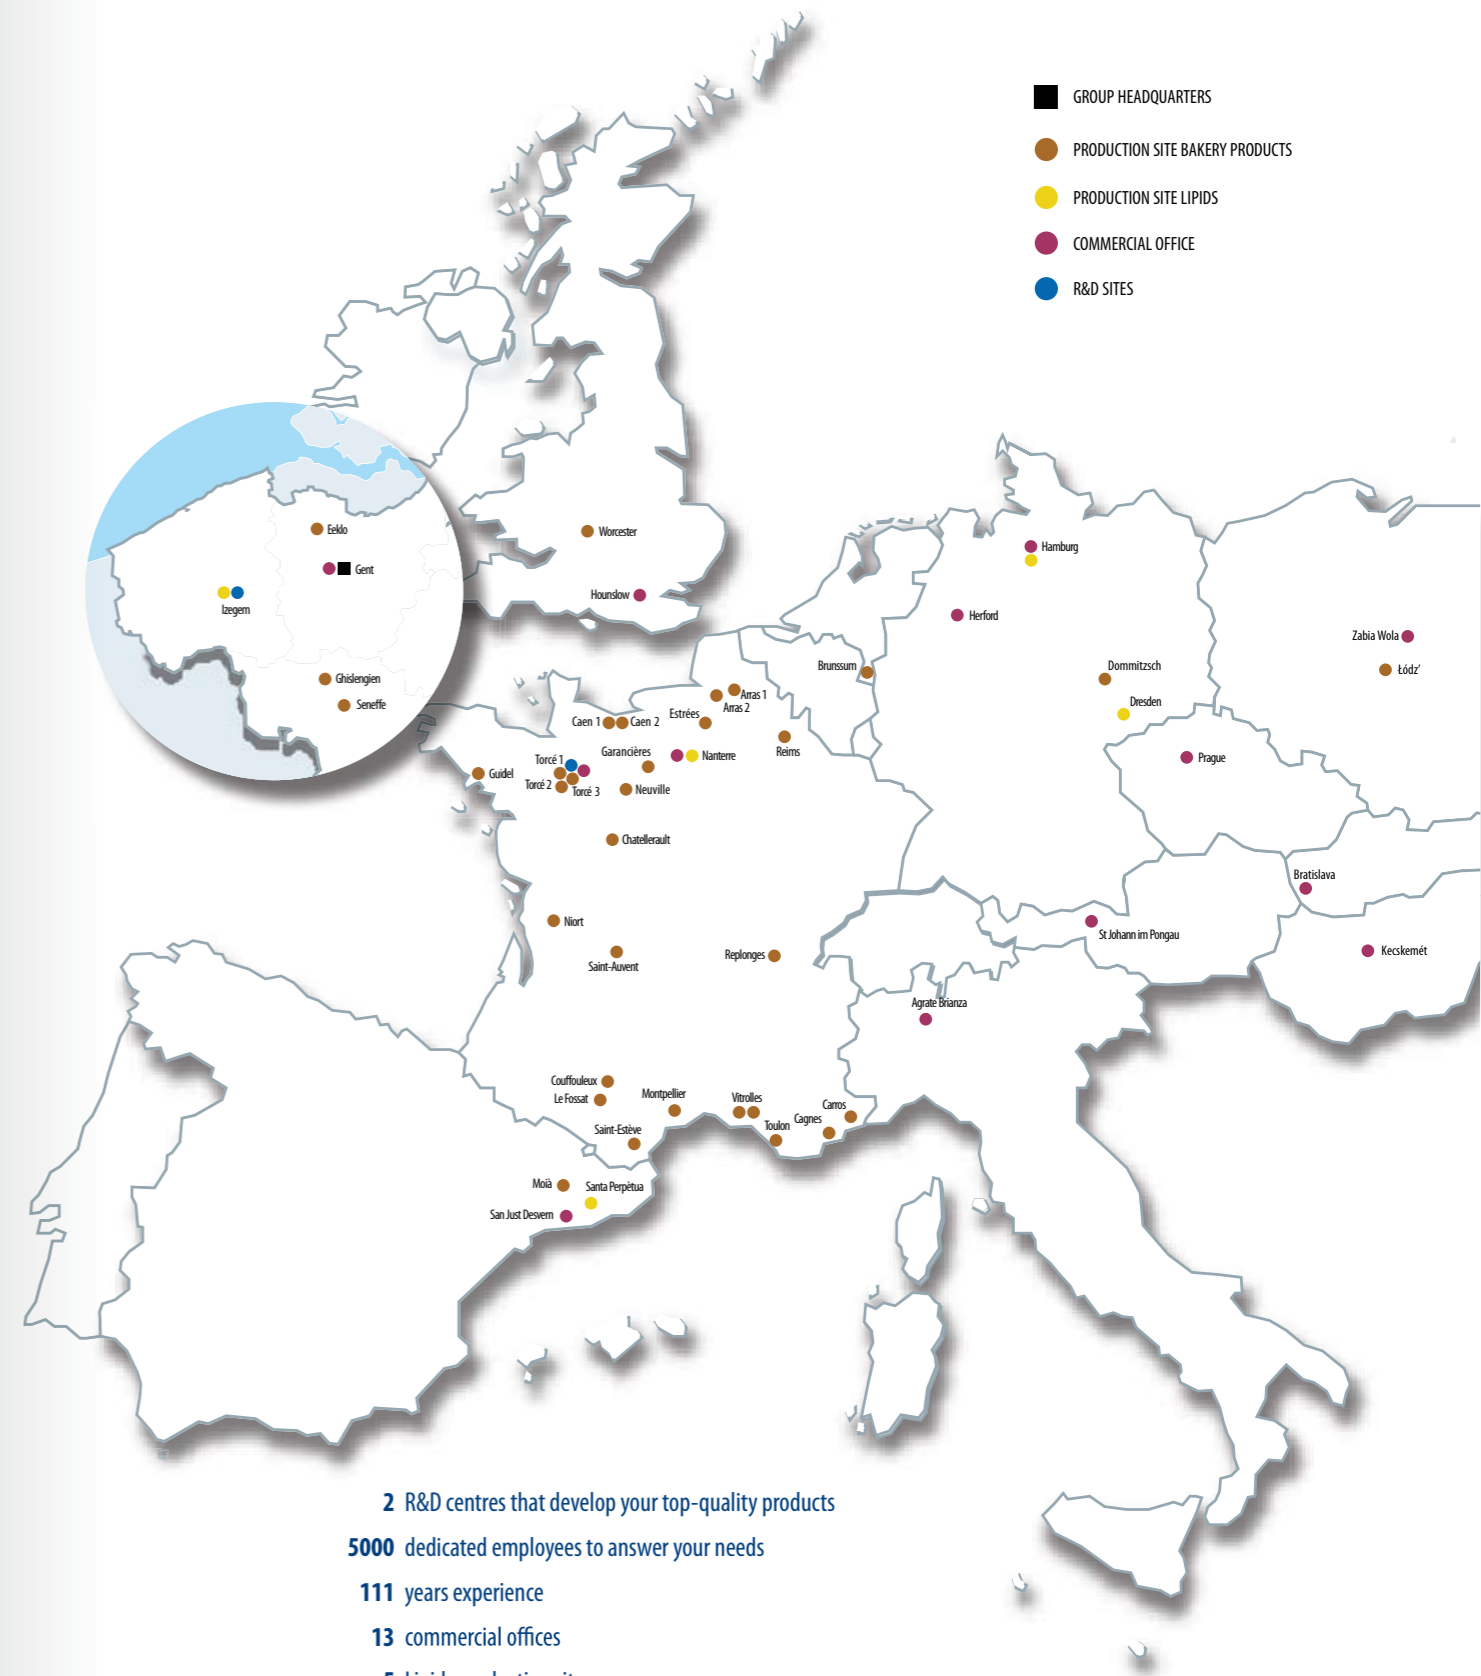 GROUP HEADQUARTERS
PRODUCTION SITE BAKERY PRODUCTS
PRODUCTION SITE LIPIDS
COMMERCIAL OFFICE
R&D SITES
Eeklo
Gent
Izegem
Ghislengien
Seneffe
Worcester
Hounslow
Hamburg
Herford
Zabia Wola
Łódz'
Brunssum
Dommitzsch
Dresden
Prague
Arras 1
Arras 2
Estrées
Caen 1
Caen 2
Reims
Garancières
Nanterre
Torcé 1
Torcé 2
Torcé 3
Guidel
Neuville
Chatellerault
Bratislava
Niort
St Johann im Pongau
Kecskemét
Saint-Auvent
Replonges
Agrate Brianza
Couffouleux
Le Fossat
Montpellier
Vitrolles
Carros
Cagnes
Toulon
Saint-Estève
Moià
Santa Perpètua
San Just Desvern
2 R&D centres that develop your top-quality products
5000 dedicated employees to answer your needs
111 years experience
13 commercial offices